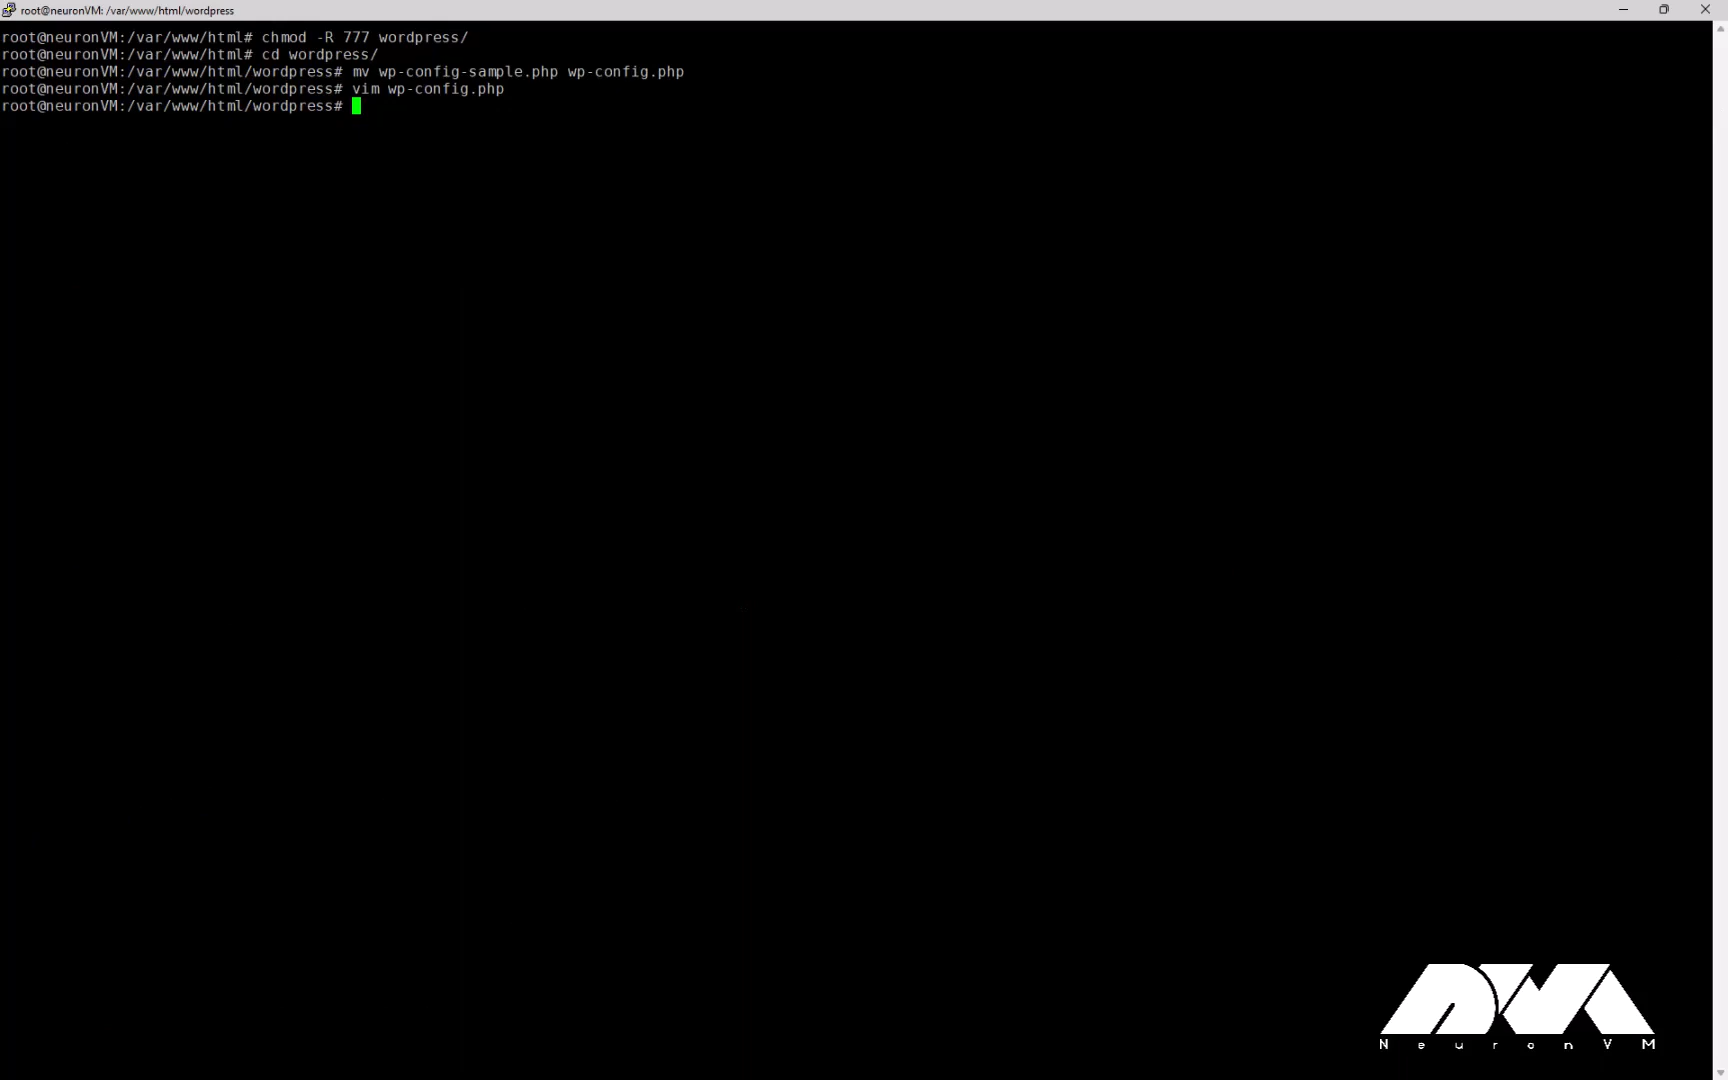 root@neuronVM: /var/www/html/wordpress
root@neuronVM:/var/www/html# chmod -R 777 wordpress/
root@neuronVM:/var/www/html# cd wordpress/
root@neuronVM:/var/www/html/wordpress# mv wp-config-sample.php wp-config.php
root@neuronVM:/var/www/html/wordpress# vim wp-config.php
root@neuronVM:/var/www/html/wordpress#
NeuronVM